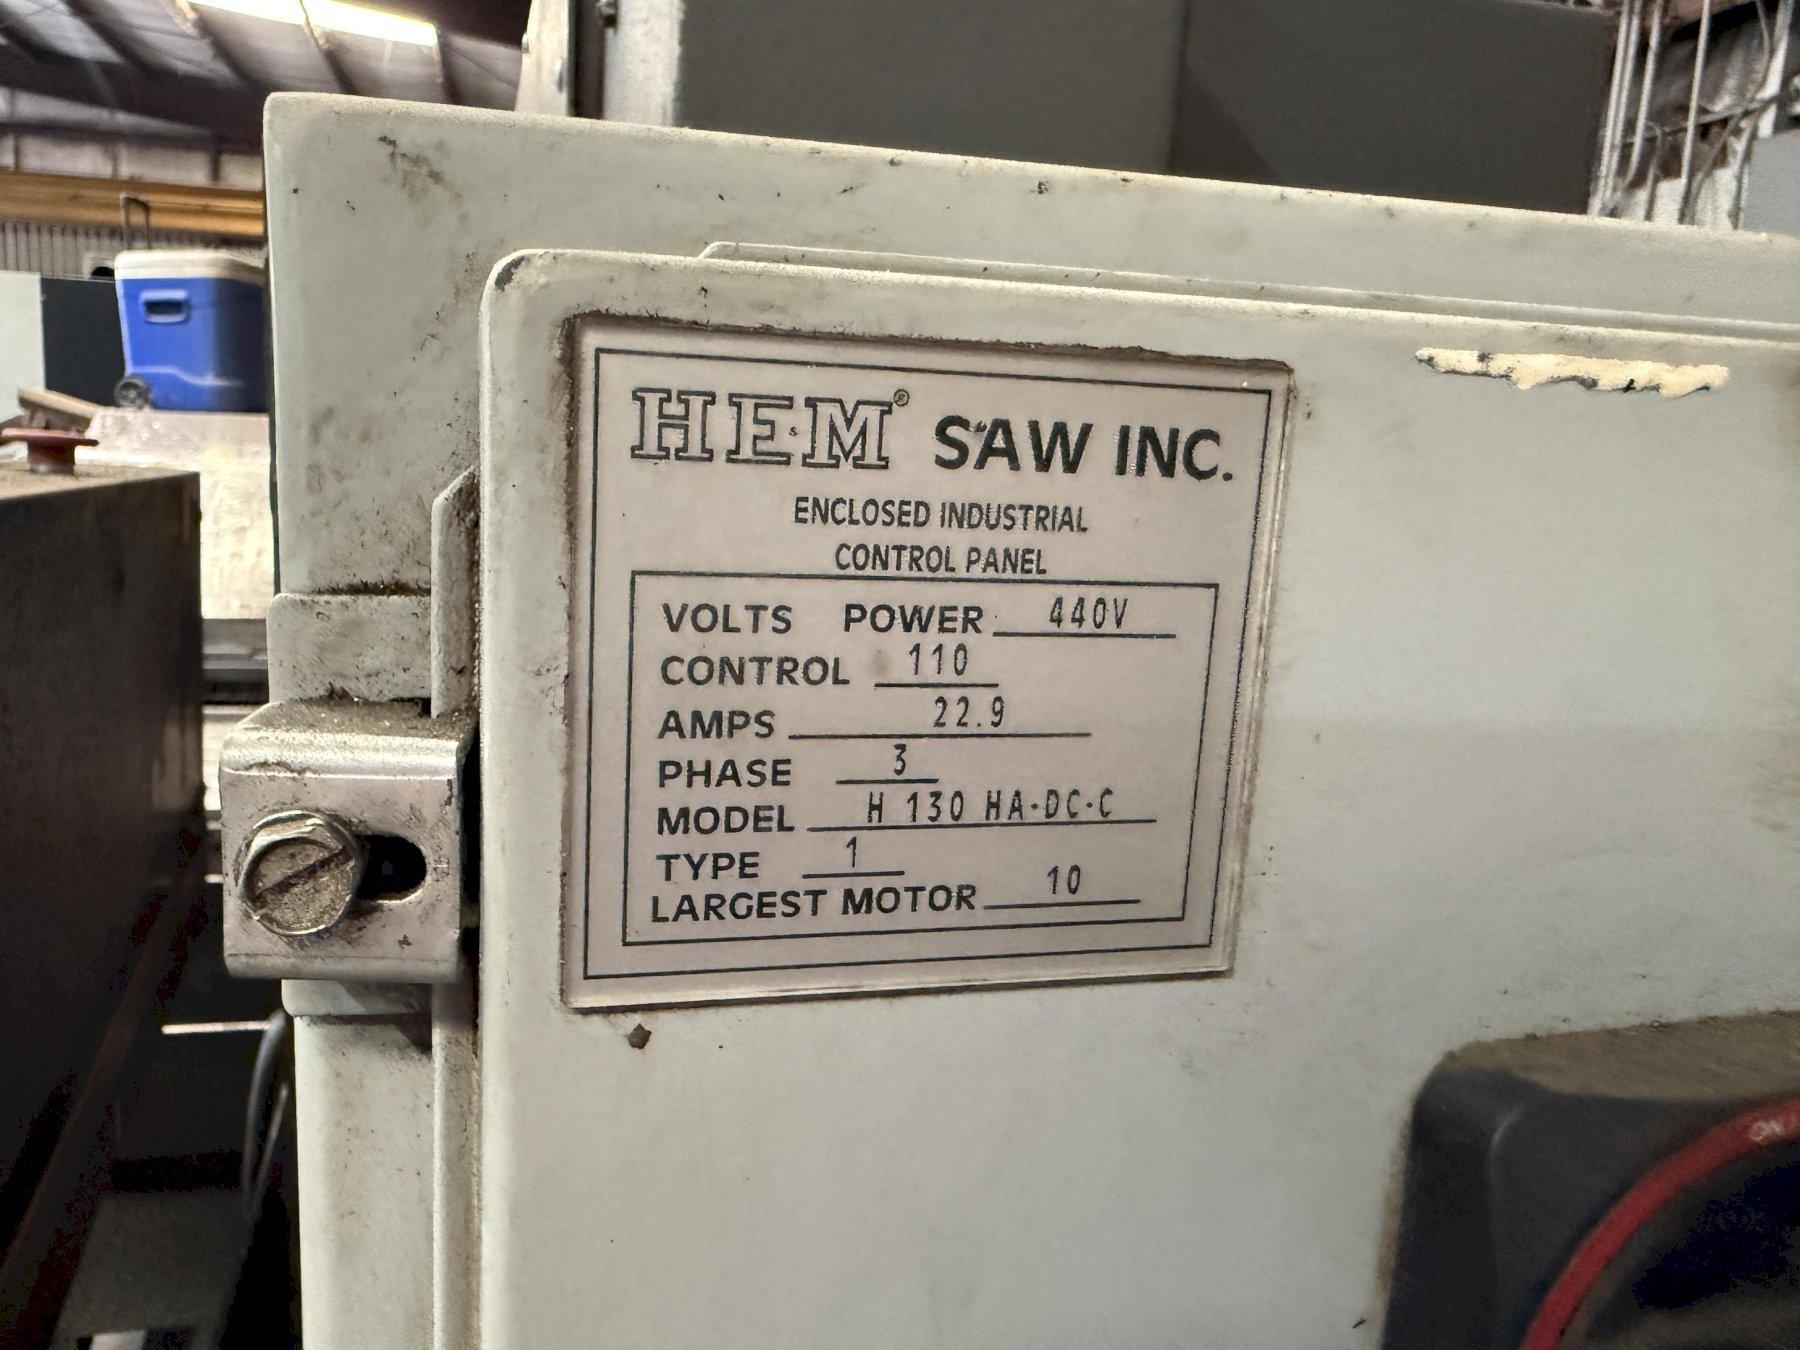 HE&M® SAW INC.
ENCLOSED INDUSTRIAL
CONTROL PANEL
VOLTS POWER 440V
CONTROL 110
AMPS 22.9
PHASE 3
MODEL H 130 HA-DC-C
TYPE 1
LARGEST MOTOR 10